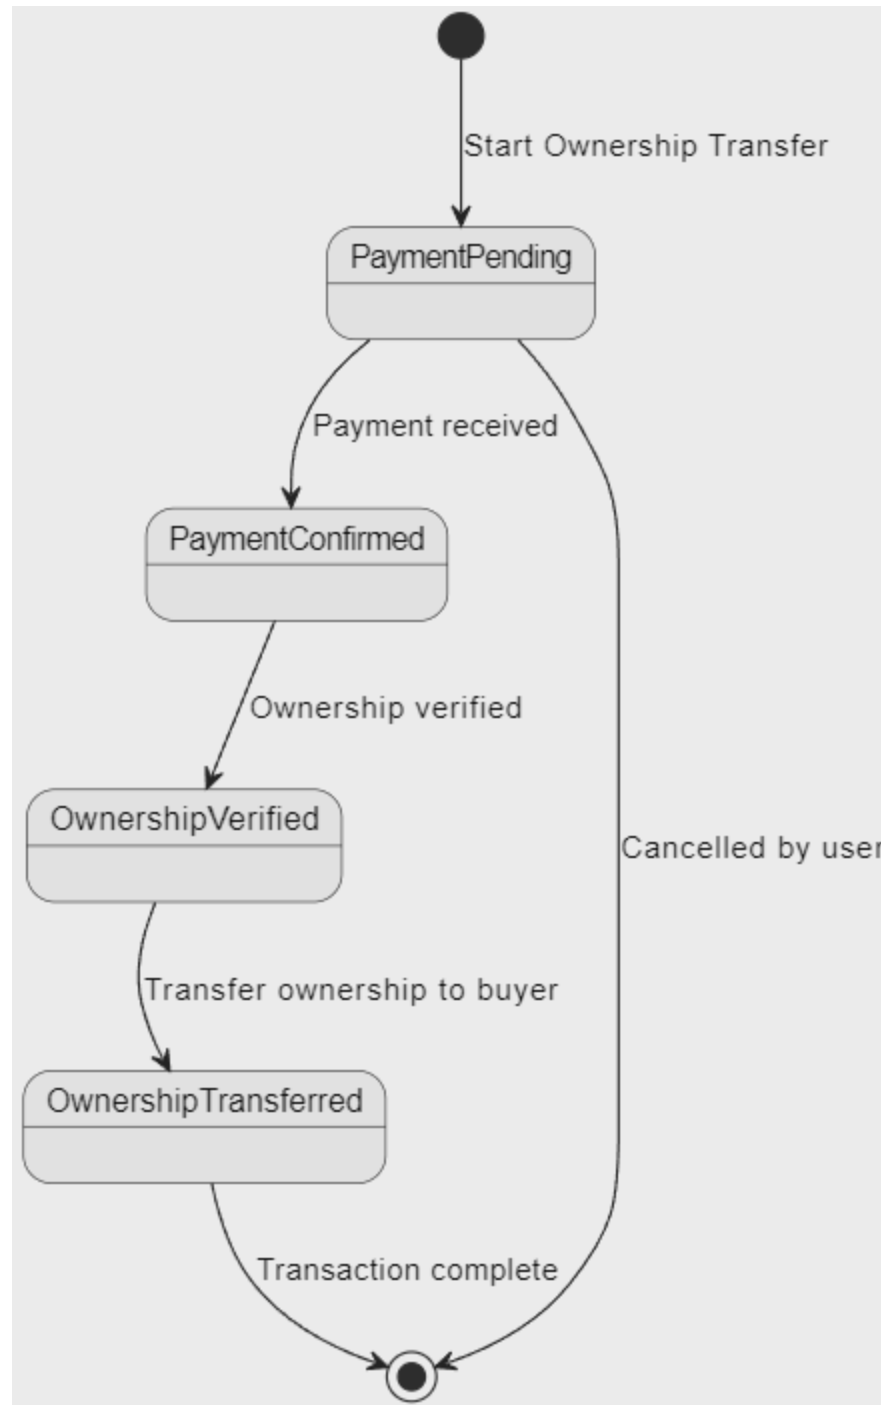 Start Ownership Transfer
PaymentPending
Payment received
PaymentConfirmed
Ownership verified
OwnershipVerified
Cancelled by user
Transfer ownership to buyer
OwnershipTransferred
Transaction complete